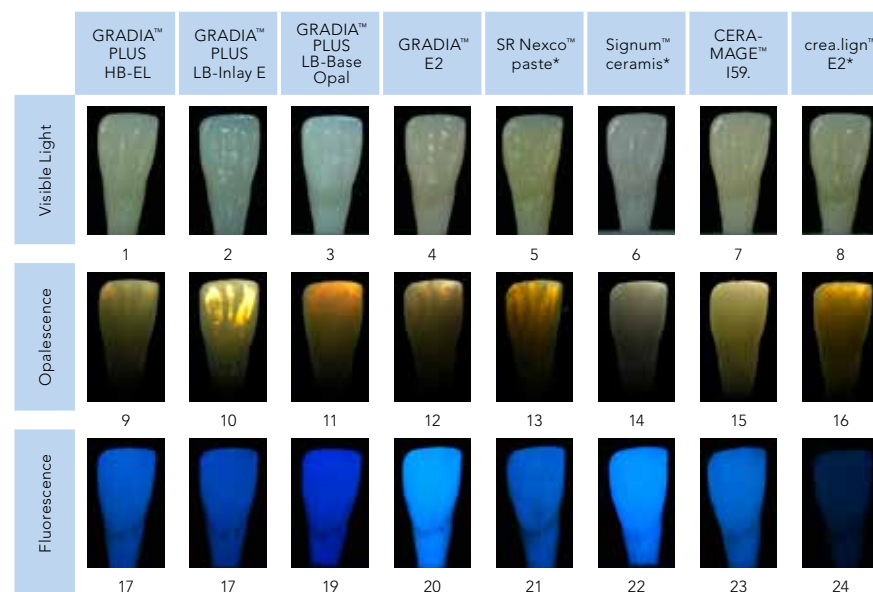 GRADIA™
PLUS
HB-EL
GRADIA™
PLUS
LB-Inlay E
GRADIA™
PLUS
LB-Base
Opal
GRADIA™
E2
SR Nexco™
paste*
Signum™
ceramis*
CERA-
MAGE™
I59.
crea.lign™
E2*
Visible Light
1 2 3 4 5 6 7 8
Opalescence
9 10 11 12 13 14 15 16
Fluorescence
17 17 19 20 21 22 23 24